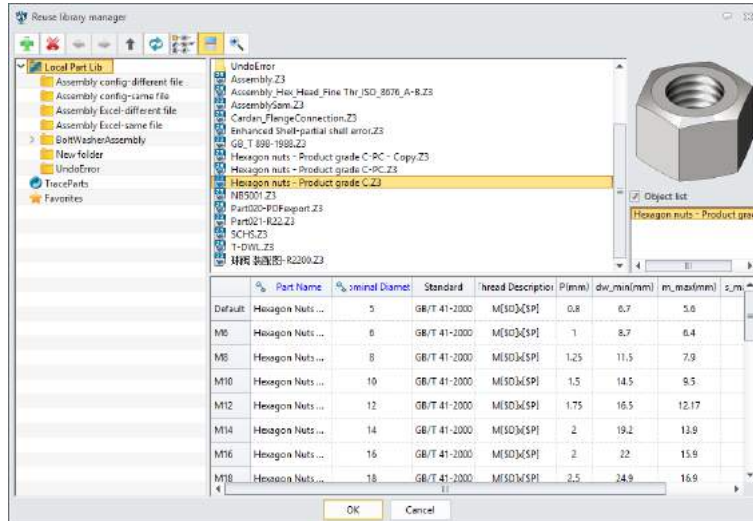 Reuse library manager
Local Part Lib
Assembly config-different file
Assembly config-same file
Assembly Excel-different file
Assembly Excel-same file
BoltWasherAssembly
New folder
UndoError
TraceParts
Favorites
UndoError
Assembly.Z3
Assembly_Hex_Head_Fine Thr_ISO_8676_A-B.Z3
AssemblySam.Z3
Cardan_FlangeConnection.Z3
Enhanced Shell-partial shell error.Z3
GB_T 898-1988.Z3
Hexagon nuts - Product grade C-PC - Copy.Z3
Hexagon nuts - Product grade C-PC.Z3
Hexagon nuts - Product grade C.Z3
NB5001.Z3
Part020-PDFexport.Z3
Part021-R22.Z3
SCHS.Z3
T-DWL.Z3
球阀 装配图-R2200.Z3
Object list
Hexagon nuts - Product grad
Part Name ominal Diamet Standard hread Description P(mm) dw_min(mm) m_max(mm) s_ma
Default Hexagon Nuts ... 5 GB/T 41-2000 M[SD]x[SP] 0.8 6.7 5.6
M6 Hexagon Nuts ... 6 GB/T 41-2000 M[SD]x[SP] 1 8.7 6.4
M8 Hexagon Nuts ... 8 GB/T 41-2000 M[SD]x[SP] 1.25 11.5 7.9
M10 Hexagon Nuts ... 10 GB/T 41-2000 M[SD]x[SP] 1.5 14.5 9.5
M12 Hexagon Nuts ... 12 GB/T 41-2000 M[SD]x[SP] 1.75 16.5 12.17
M14 Hexagon Nuts ... 14 GB/T 41-2000 M[SD]x[SP] 2 19.2 13.9
M16 Hexagon Nuts ... 16 GB/T 41-2000 M[SD]x[SP] 2 22 15.9
M18 Hexagon Nuts ... 18 GB/T 41-2000 M[SD]x[SP] 2.5 24.9 16.9
OK Cancel